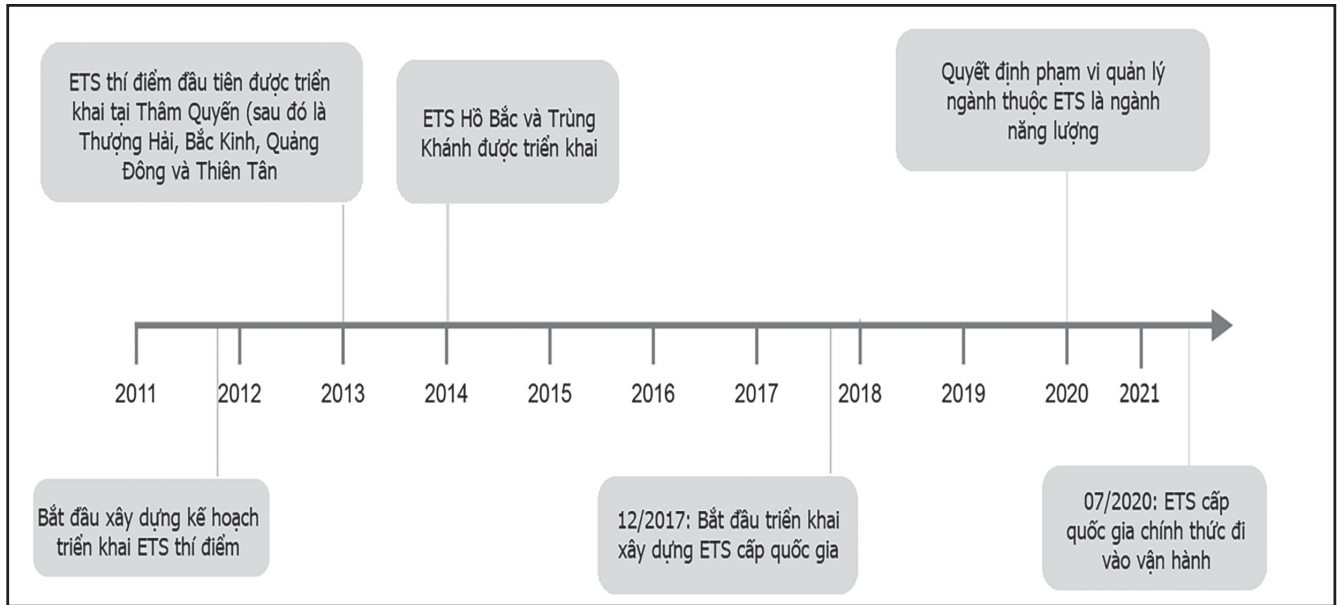 ETS thí điểm đầu tiên được triển
khai tại Thâm Quyến (sau đó là
Thượng Hải, Bắc Kinh, Quảng
Đông và Thiên Tân
ETS Hồ Bắc và Trùng
Khánh được triển khai
Quyết định phạm vi quản lý
ngành thuộc ETS là ngành
năng lượng
2011 2012 2013 2014 2015 2016 2017 2018 2019 2020 2021
Bắt đầu xây dựng kế hoạch
triển khai ETS thí điểm
12/2017: Bắt đầu triển khai
xây dựng ETS cấp quốc gia
07/2020: ETS cấp
quốc gia chính thức đi
vào vận hành